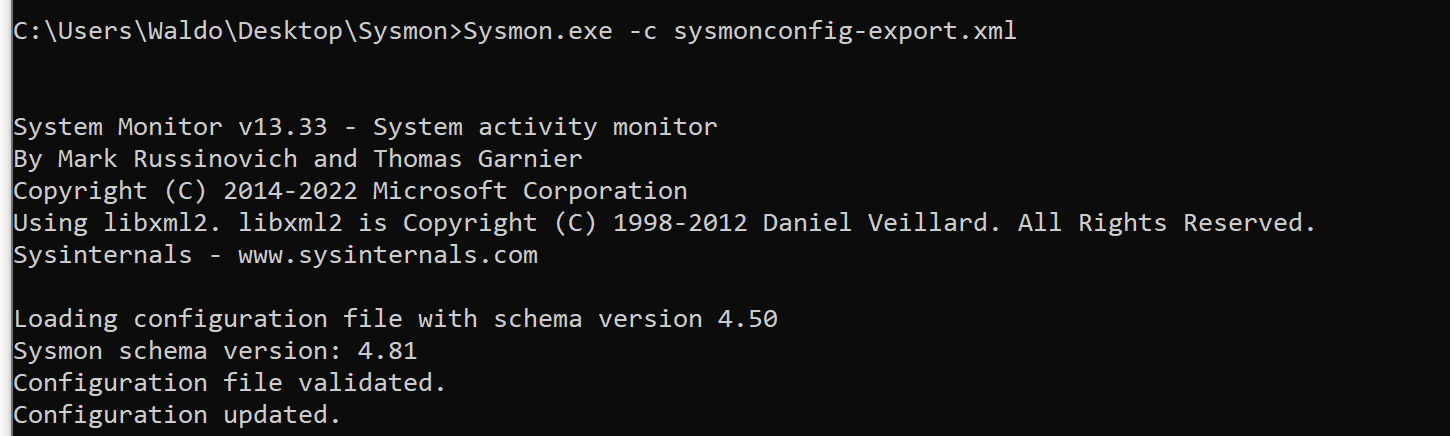 C:\Users\Waldo\Desktop\Sysmon>Sysmon.exe -c sysmonconfig-export.xml
System Monitor v13.33 - System activity monitor
By Mark Russinovich and Thomas Garnier
Copyright (C) 2014-2022 Microsoft Corporation
Using libxml2. libxml2 is Copyright (C) 1998-2012 Daniel Veillard. All Rights Reserved.
Sysinternals - www.sysinternals.com
Loading configuration file with schema version 4.50
Sysmon schema version: 4.81
Configuration file validated.
Configuration updated.